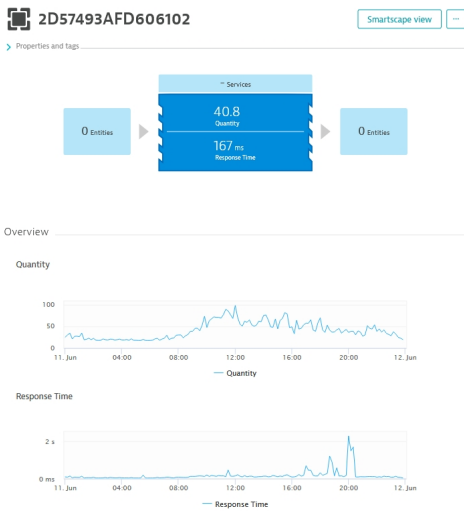 2D57493AFD606102
Smartscape view
...
Properties and tags
Services
40.8
Quantity
0 Entities
0 Entities
167 ms
Response Time
Overview
Quantity
100
50
0
11. Jun 04:00 08:00 12:00 16:00 20:00 12. Jun
Quantity
Response Time
2 s
0 ms
11. Jun 04:00 08:00 12:00 16:00 20:00 12. Jun
Response Time